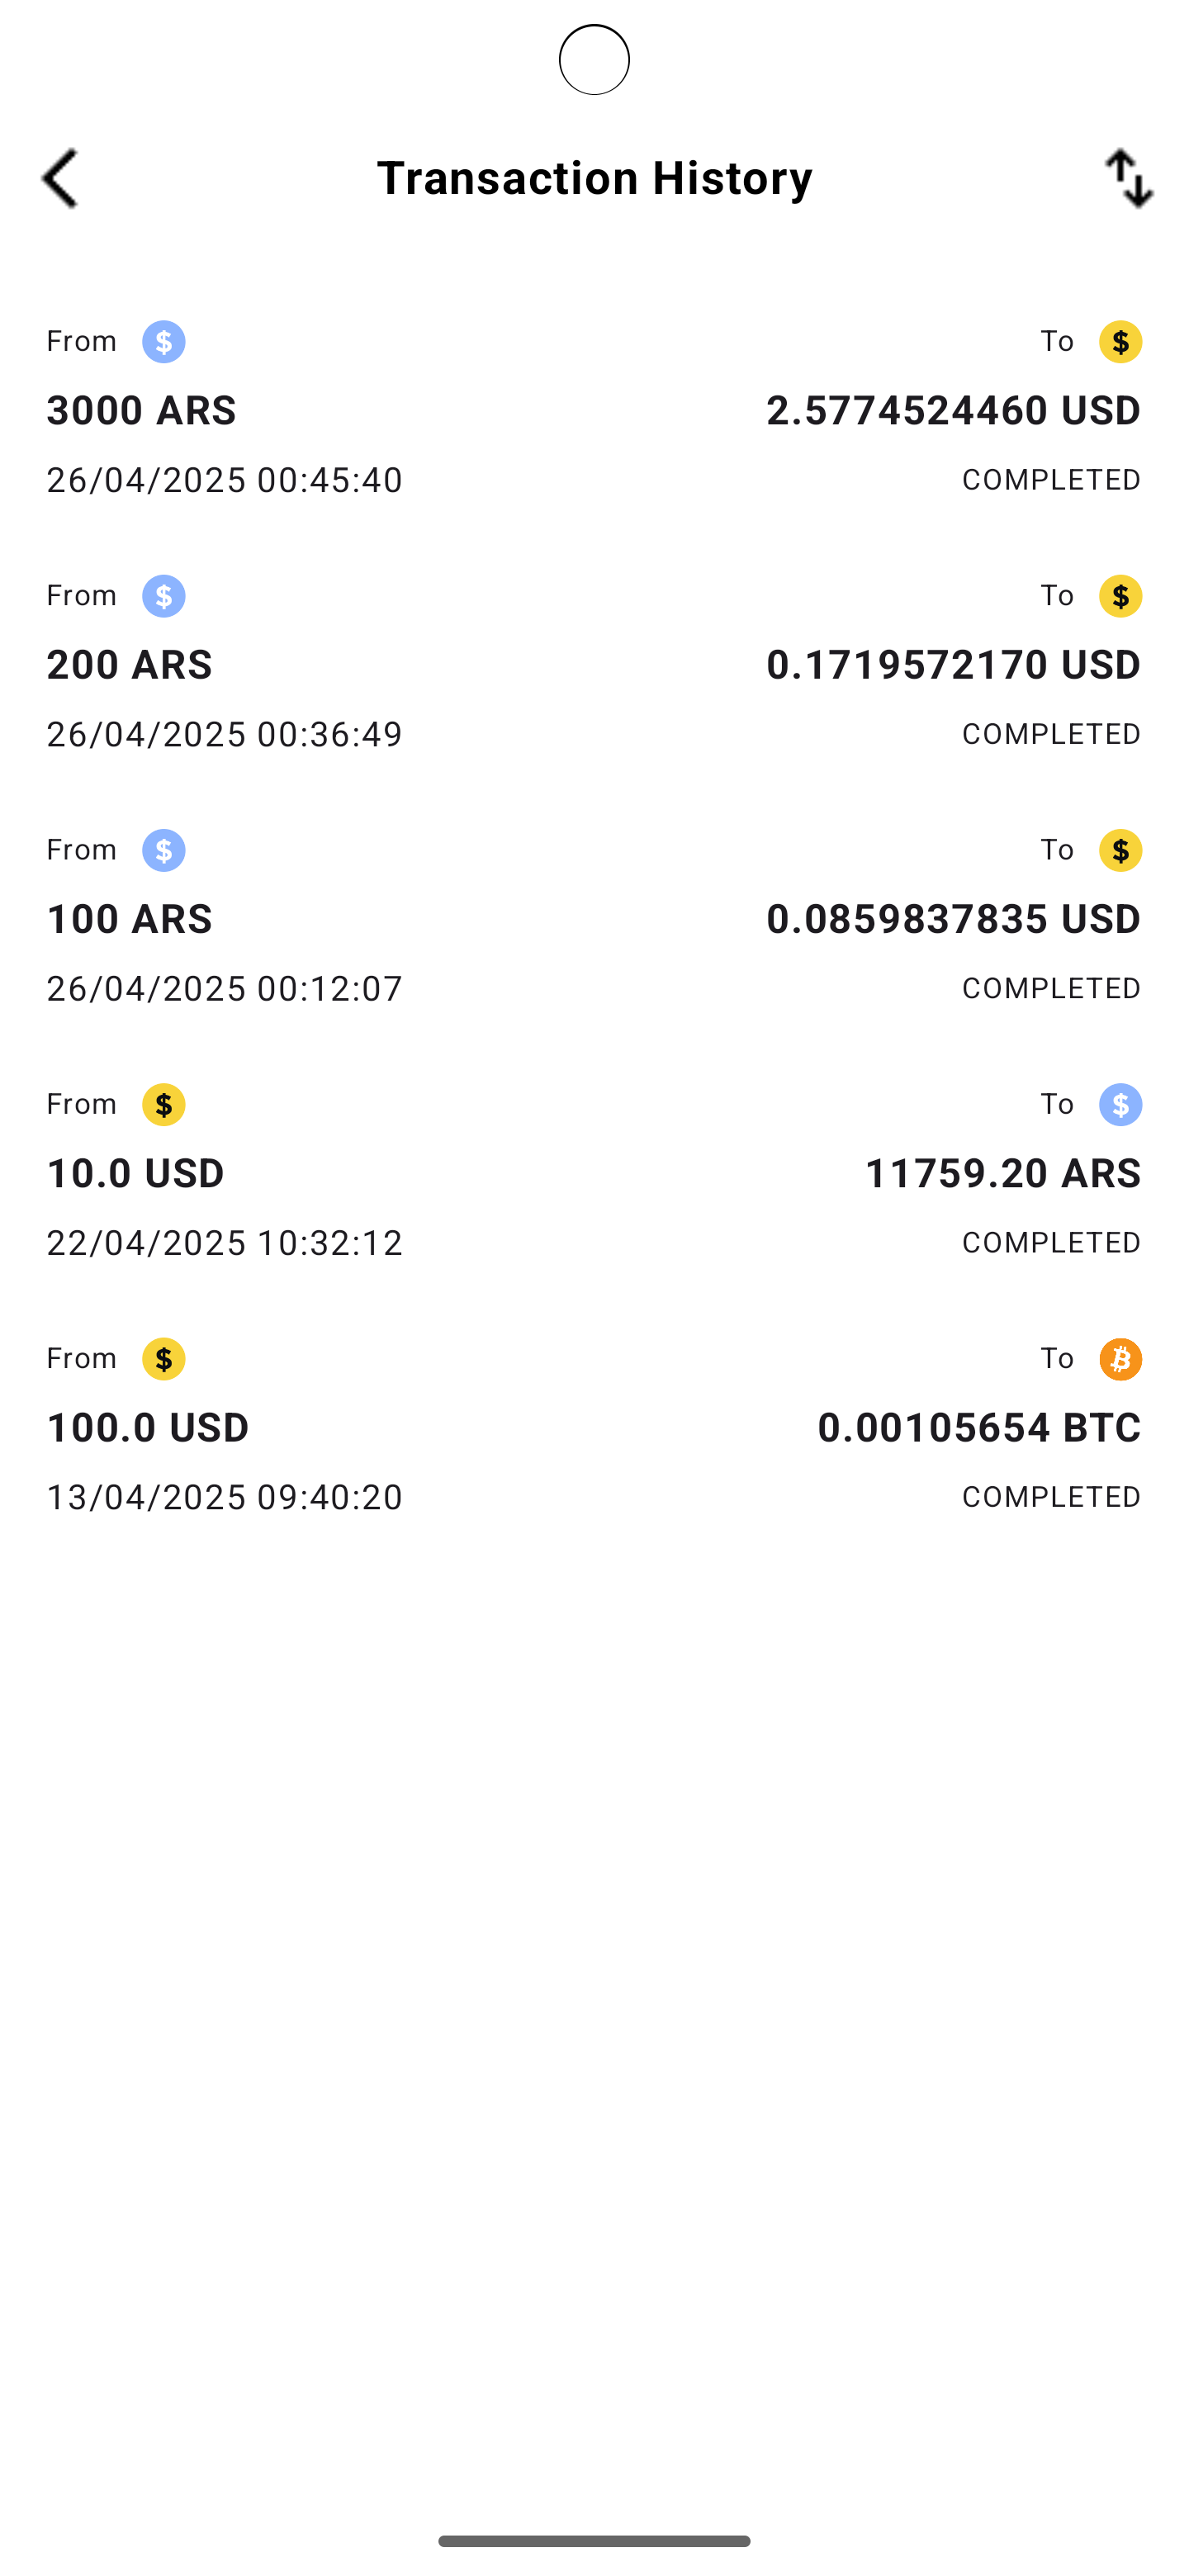 Transaction History
From $ To $
3000 ARS 2.5774524460 USD
26/04/2025 00:45:40 COMPLETED
From $ To $
200 ARS 0.1719572170 USD
26/04/2025 00:36:49 COMPLETED
From $ To $
100 ARS 0.0859837835 USD
26/04/2025 00:12:07 COMPLETED
From $ To $
10.0 USD 11759.20 ARS
22/04/2025 10:32:12 COMPLETED
From $ To ₿
100.0 USD 0.00105654 BTC
13/04/2025 09:40:20 COMPLETED